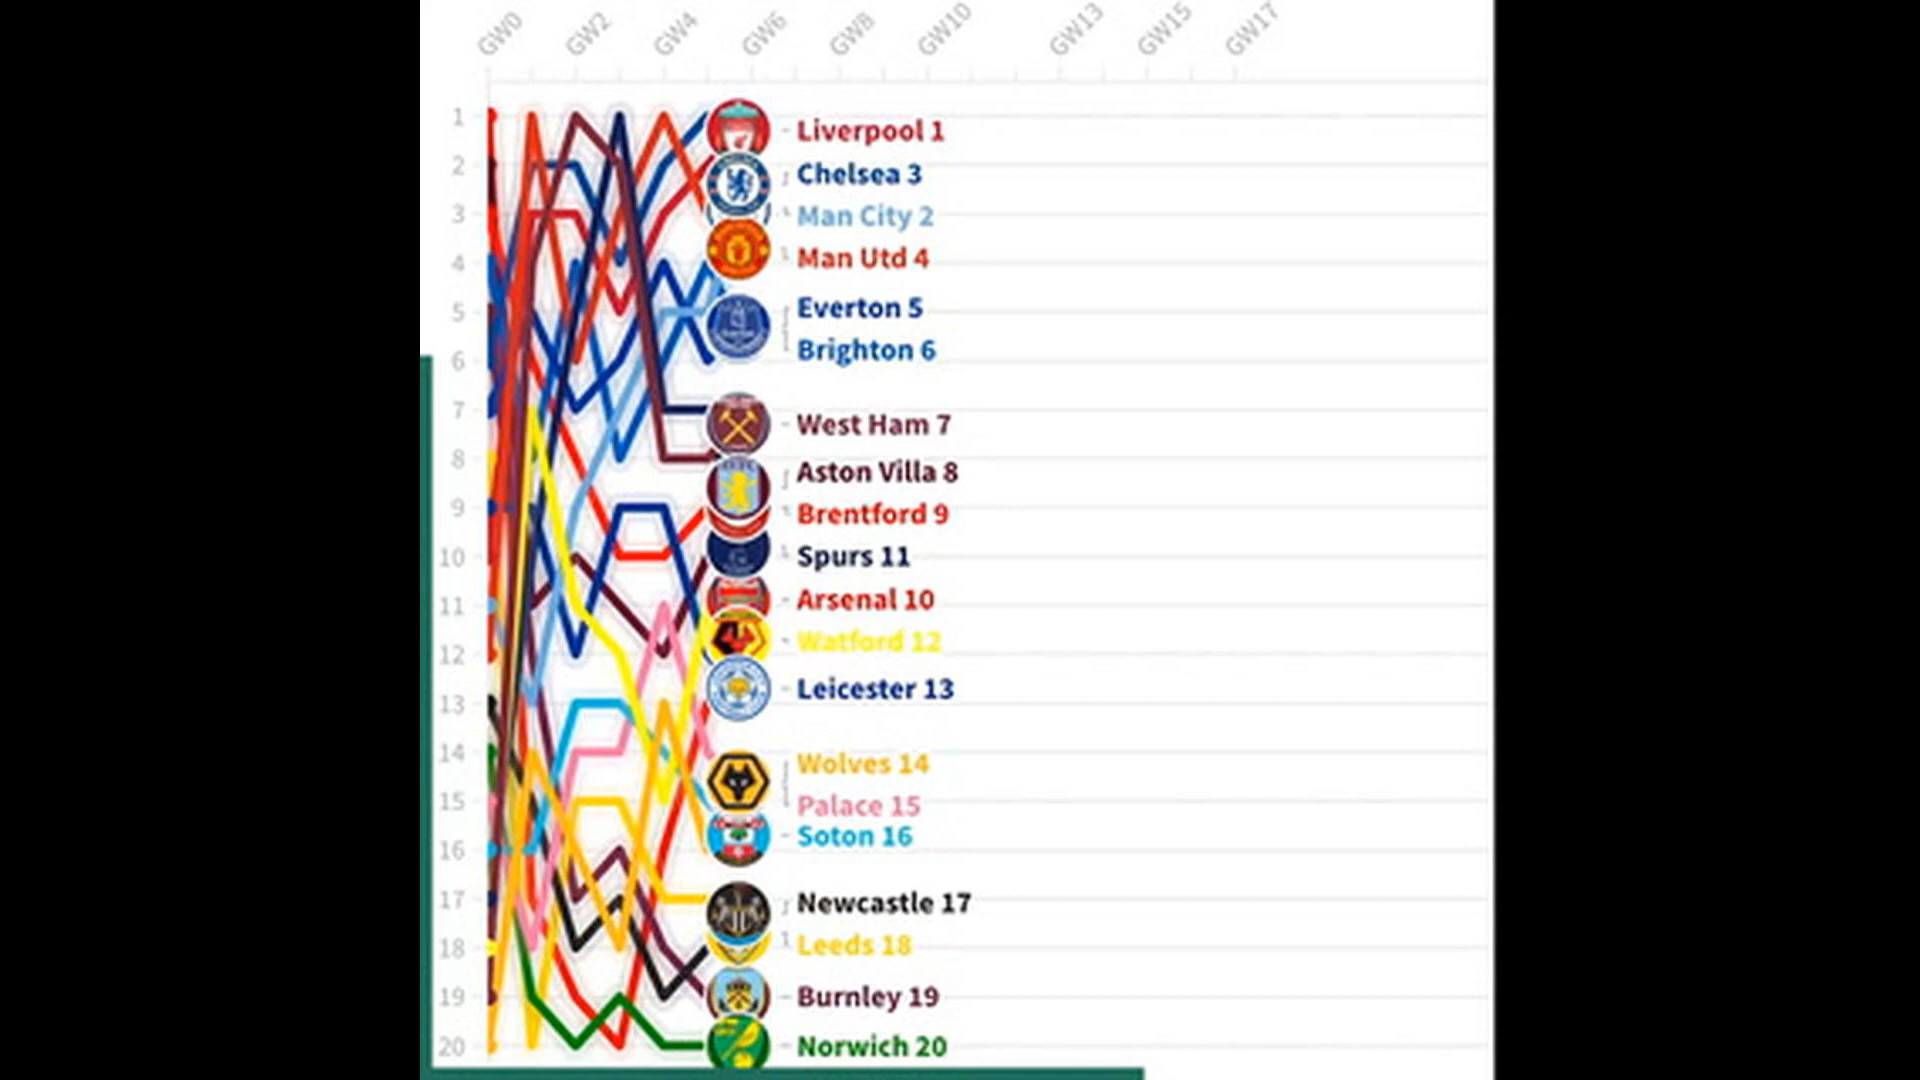 GW0 GW2 GW4 GW6 GW8 GW10 GW13 GW15 GW17
1 Liverpool 1
2 Chelsea 3
3 Man City 2
Man Utd 4
4
5 Everton 5
6 Brighton 6
7 West Ham 7
8 Aston Villa 8
9 Brentford 9
10 Spurs 11
11 Arsenal 10
12 Watford 12
13 Leicester 13
14 Wolves 14
15 Palace 15
16 Soton 16
17 Newcastle 17
18 Leeds 18
19 Burnley 19
20 Norwich 20